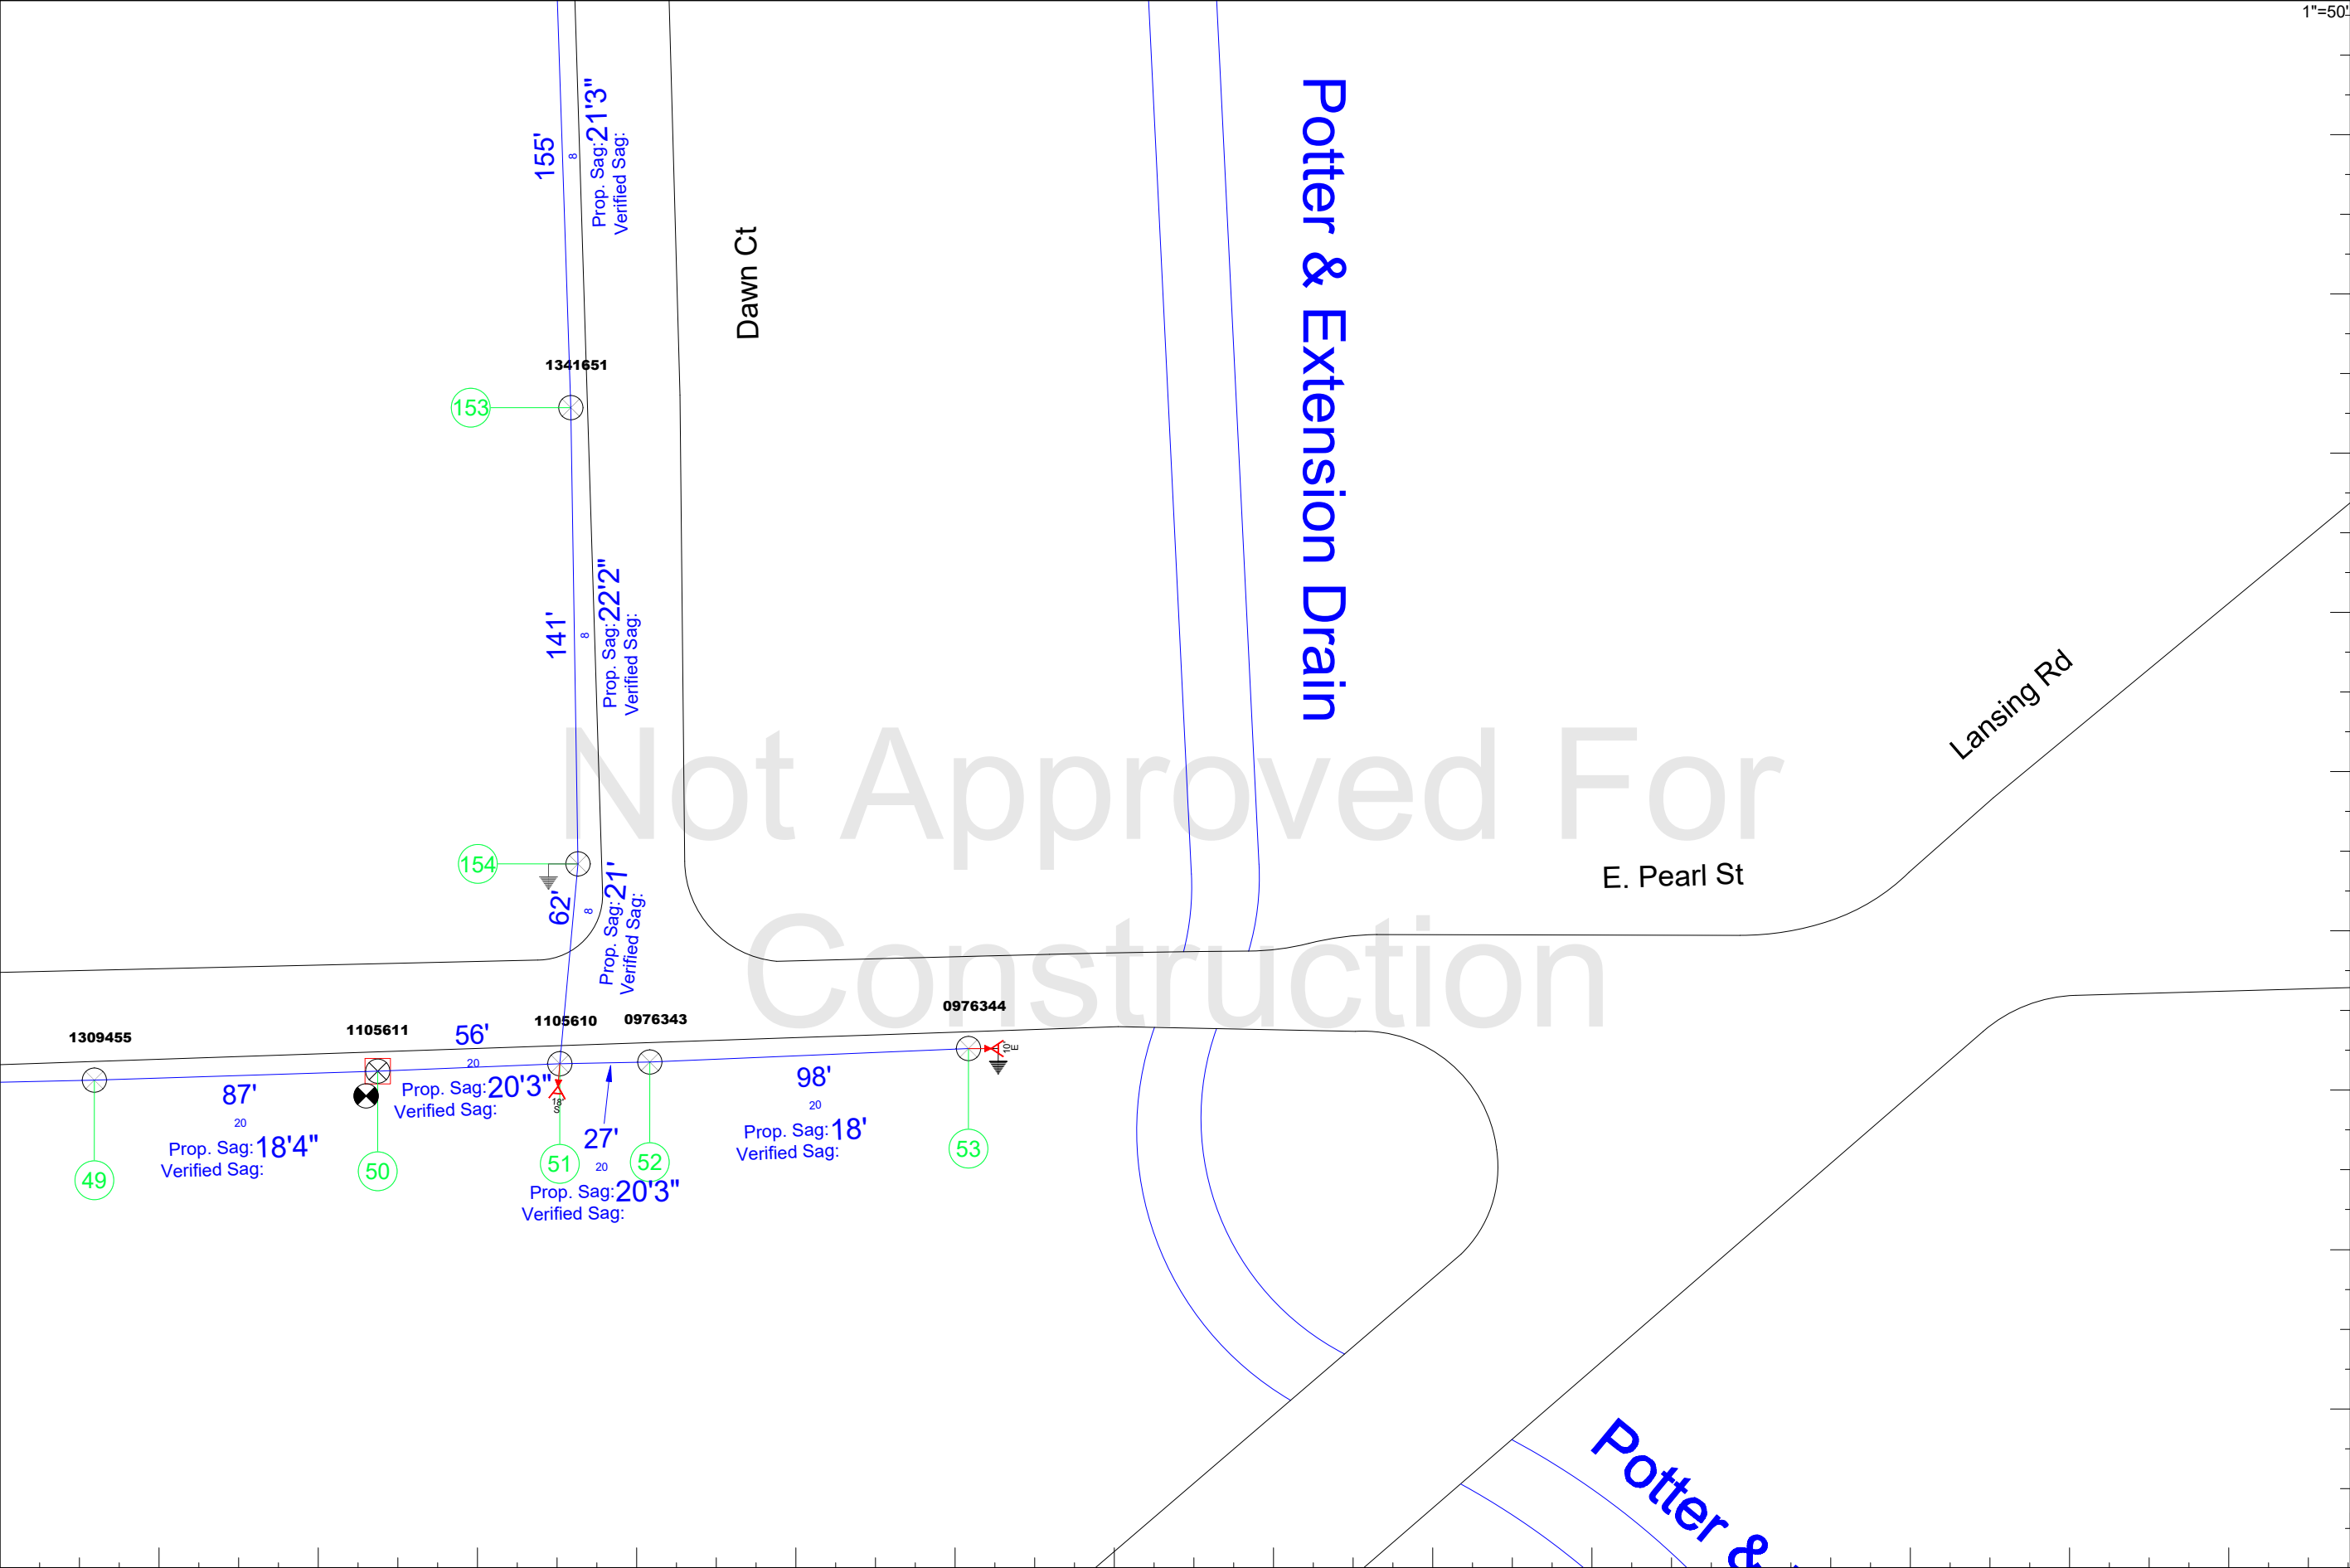 1"=50'
155'
8
Prop. Sag:21'3"
Verified Sag:
Dawn Ct
Potter & Extension Drain
1341651
153
141'
8
Prop. Sag:22'2"
Verified Sag:
Lansing Rd
Not Approved For
Construction
154
62'
8
Prop. Sag:21'
Verified Sag:
E. Pearl St
1309455
1105611
56'
20
Prop. Sag:20'3"
Verified Sag:
1105610
0976343
0976344
10'
E
18'
S
87'
20
Prop. Sag:18'4"
Verified Sag:
98'
20
Prop. Sag:18'
Verified Sag:
27'
20
Prop. Sag:20'3"
Verified Sag:
49
50
51
52
53
Potter &